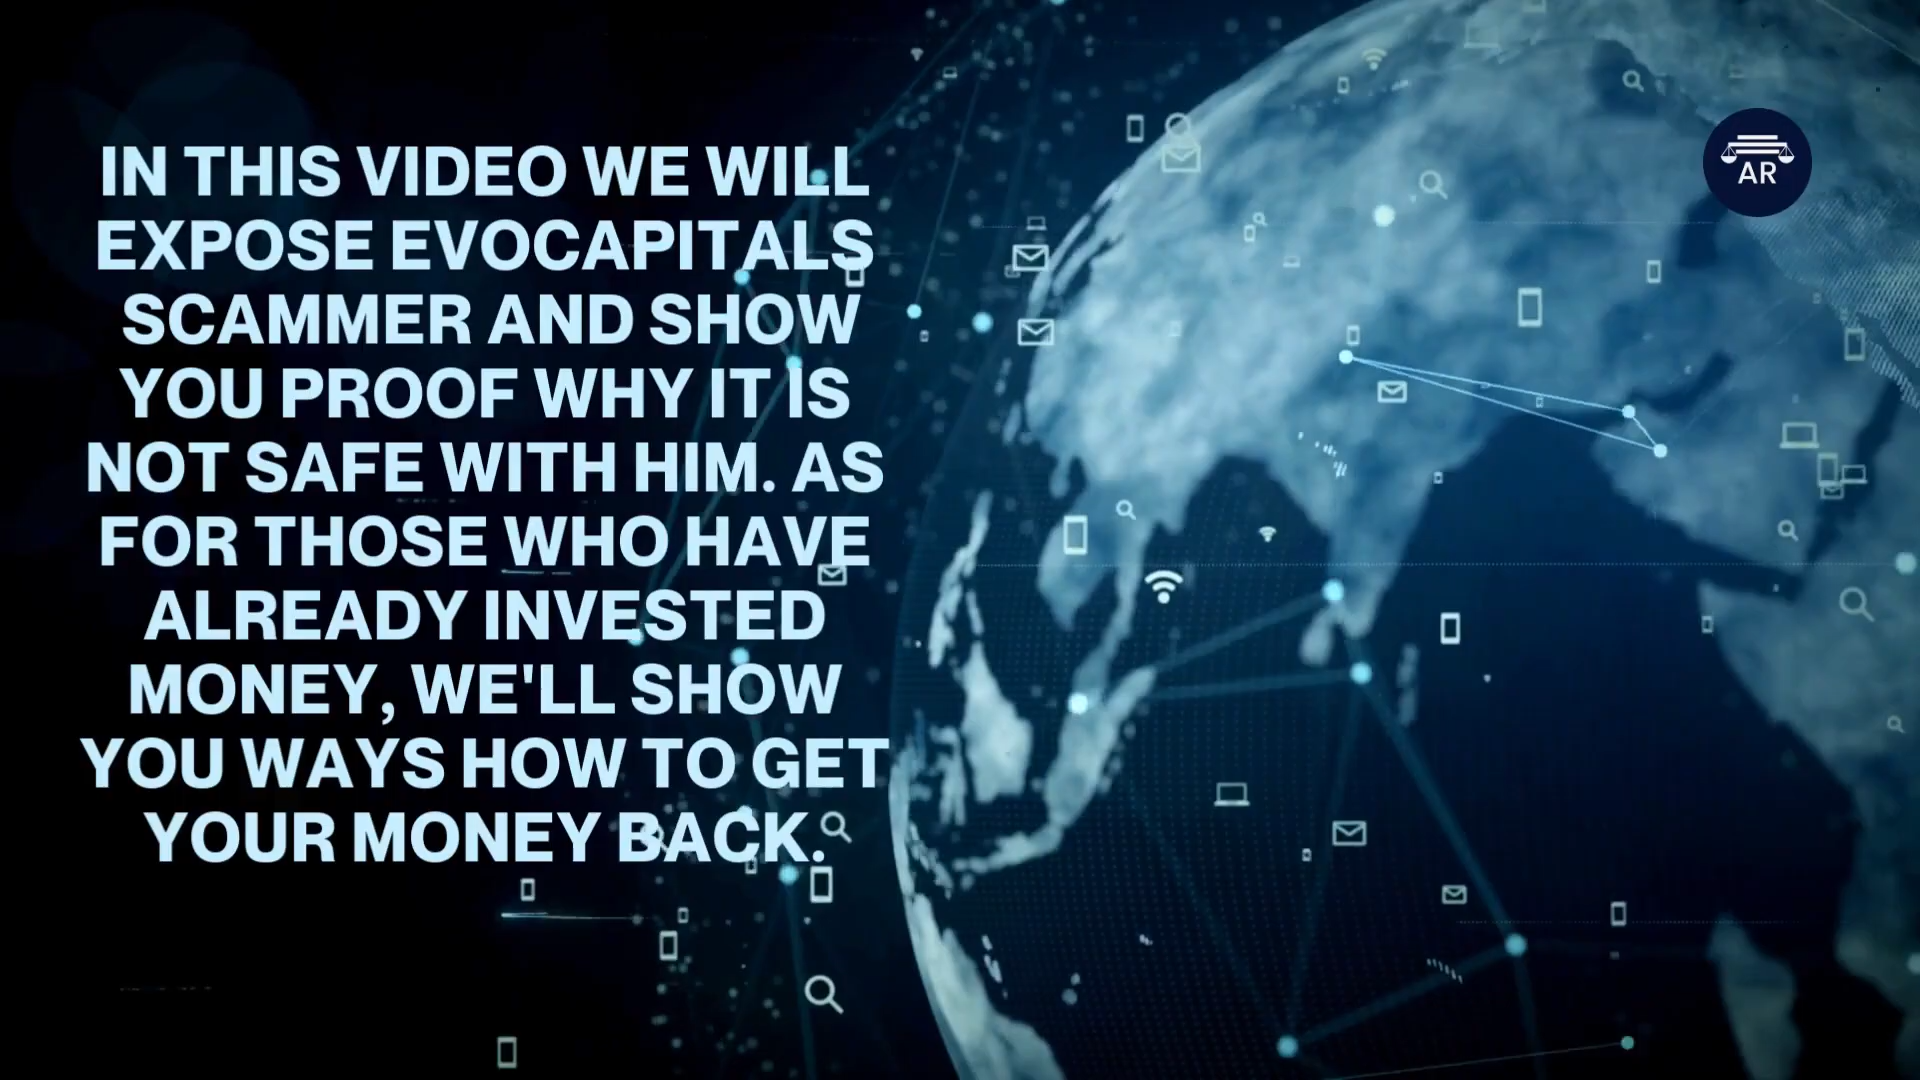 IN THIS VIDEO WE WILL
EXPOSE EVOCAPITALS
SCAMMER AND SHOW
YOU PROOF WHY IT IS
NOT SAFE WITH HIM. AS
FOR THOSE WHO HAVE
ALREADY INVESTED
MONEY, WE'LL SHOW
YOU WAYS HOW TO GET
YOUR MONEY BACK.
AR